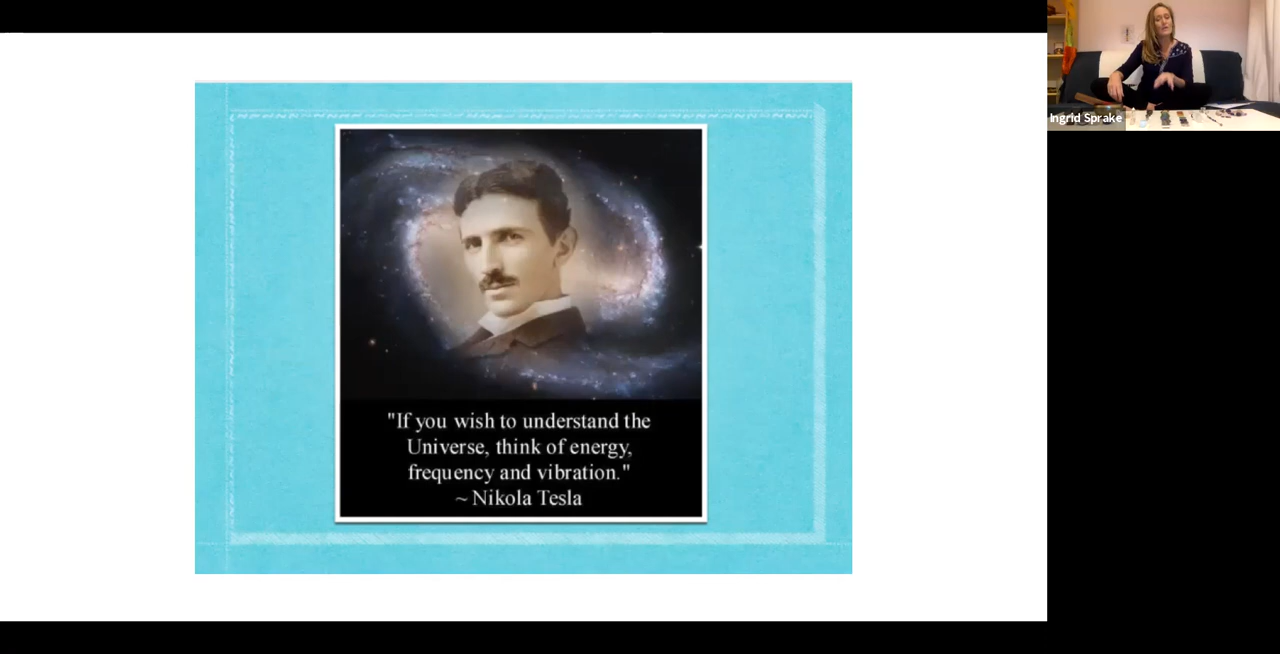 "If you wish to understand the
Universe, think of energy,
frequency and vibration."
~ Nikola Tesla
Ingrid Sprake